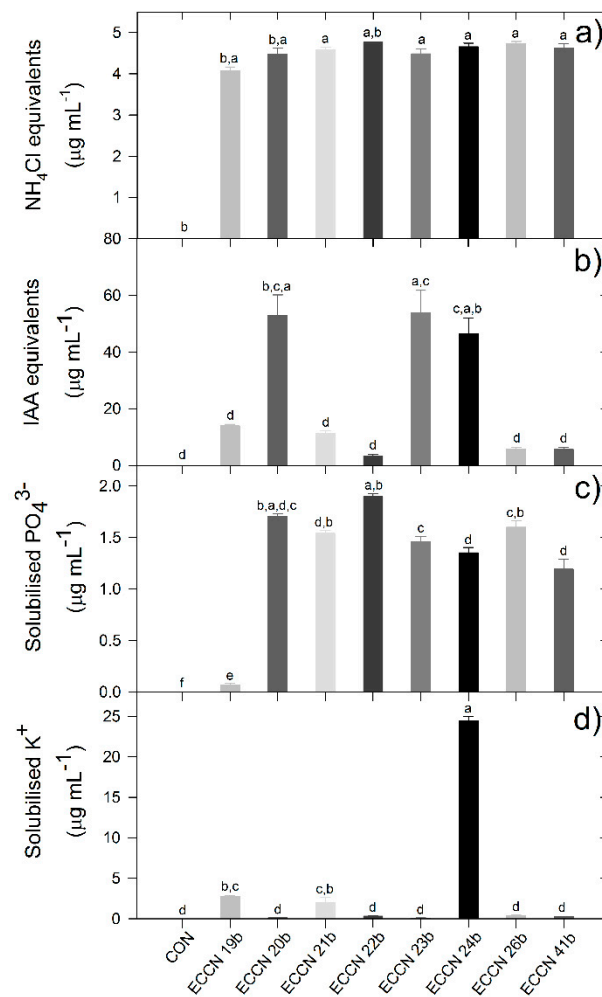 a)
NH₄Cl equivalents
(µg mL⁻¹)
5
4
3
2
1
b
b,a
b,a
a
a,b
a
a
a
a
b)
IAA equivalents
(µg mL⁻¹)
80
60
40
20
0
d
d
b,c,a
d
d
a,c
c,a,b
d
d
c)
Solubilised PO₄³⁻
(µg mL⁻¹)
2.0
1.5
1.0
0.5
0.0
f
e
b,a,d,c
d,b
a,b
c
d
c,b
d
d)
Solubilised K⁺
(µg mL⁻¹)
25
20
15
10
5
0
d
b,c
d
c,b
d
d
a
d
d
CON
ECCN 19b
ECCN 20b
ECCN 21b
ECCN 22b
ECCN 23b
ECCN 24b
ECCN 26b
ECCN 41b